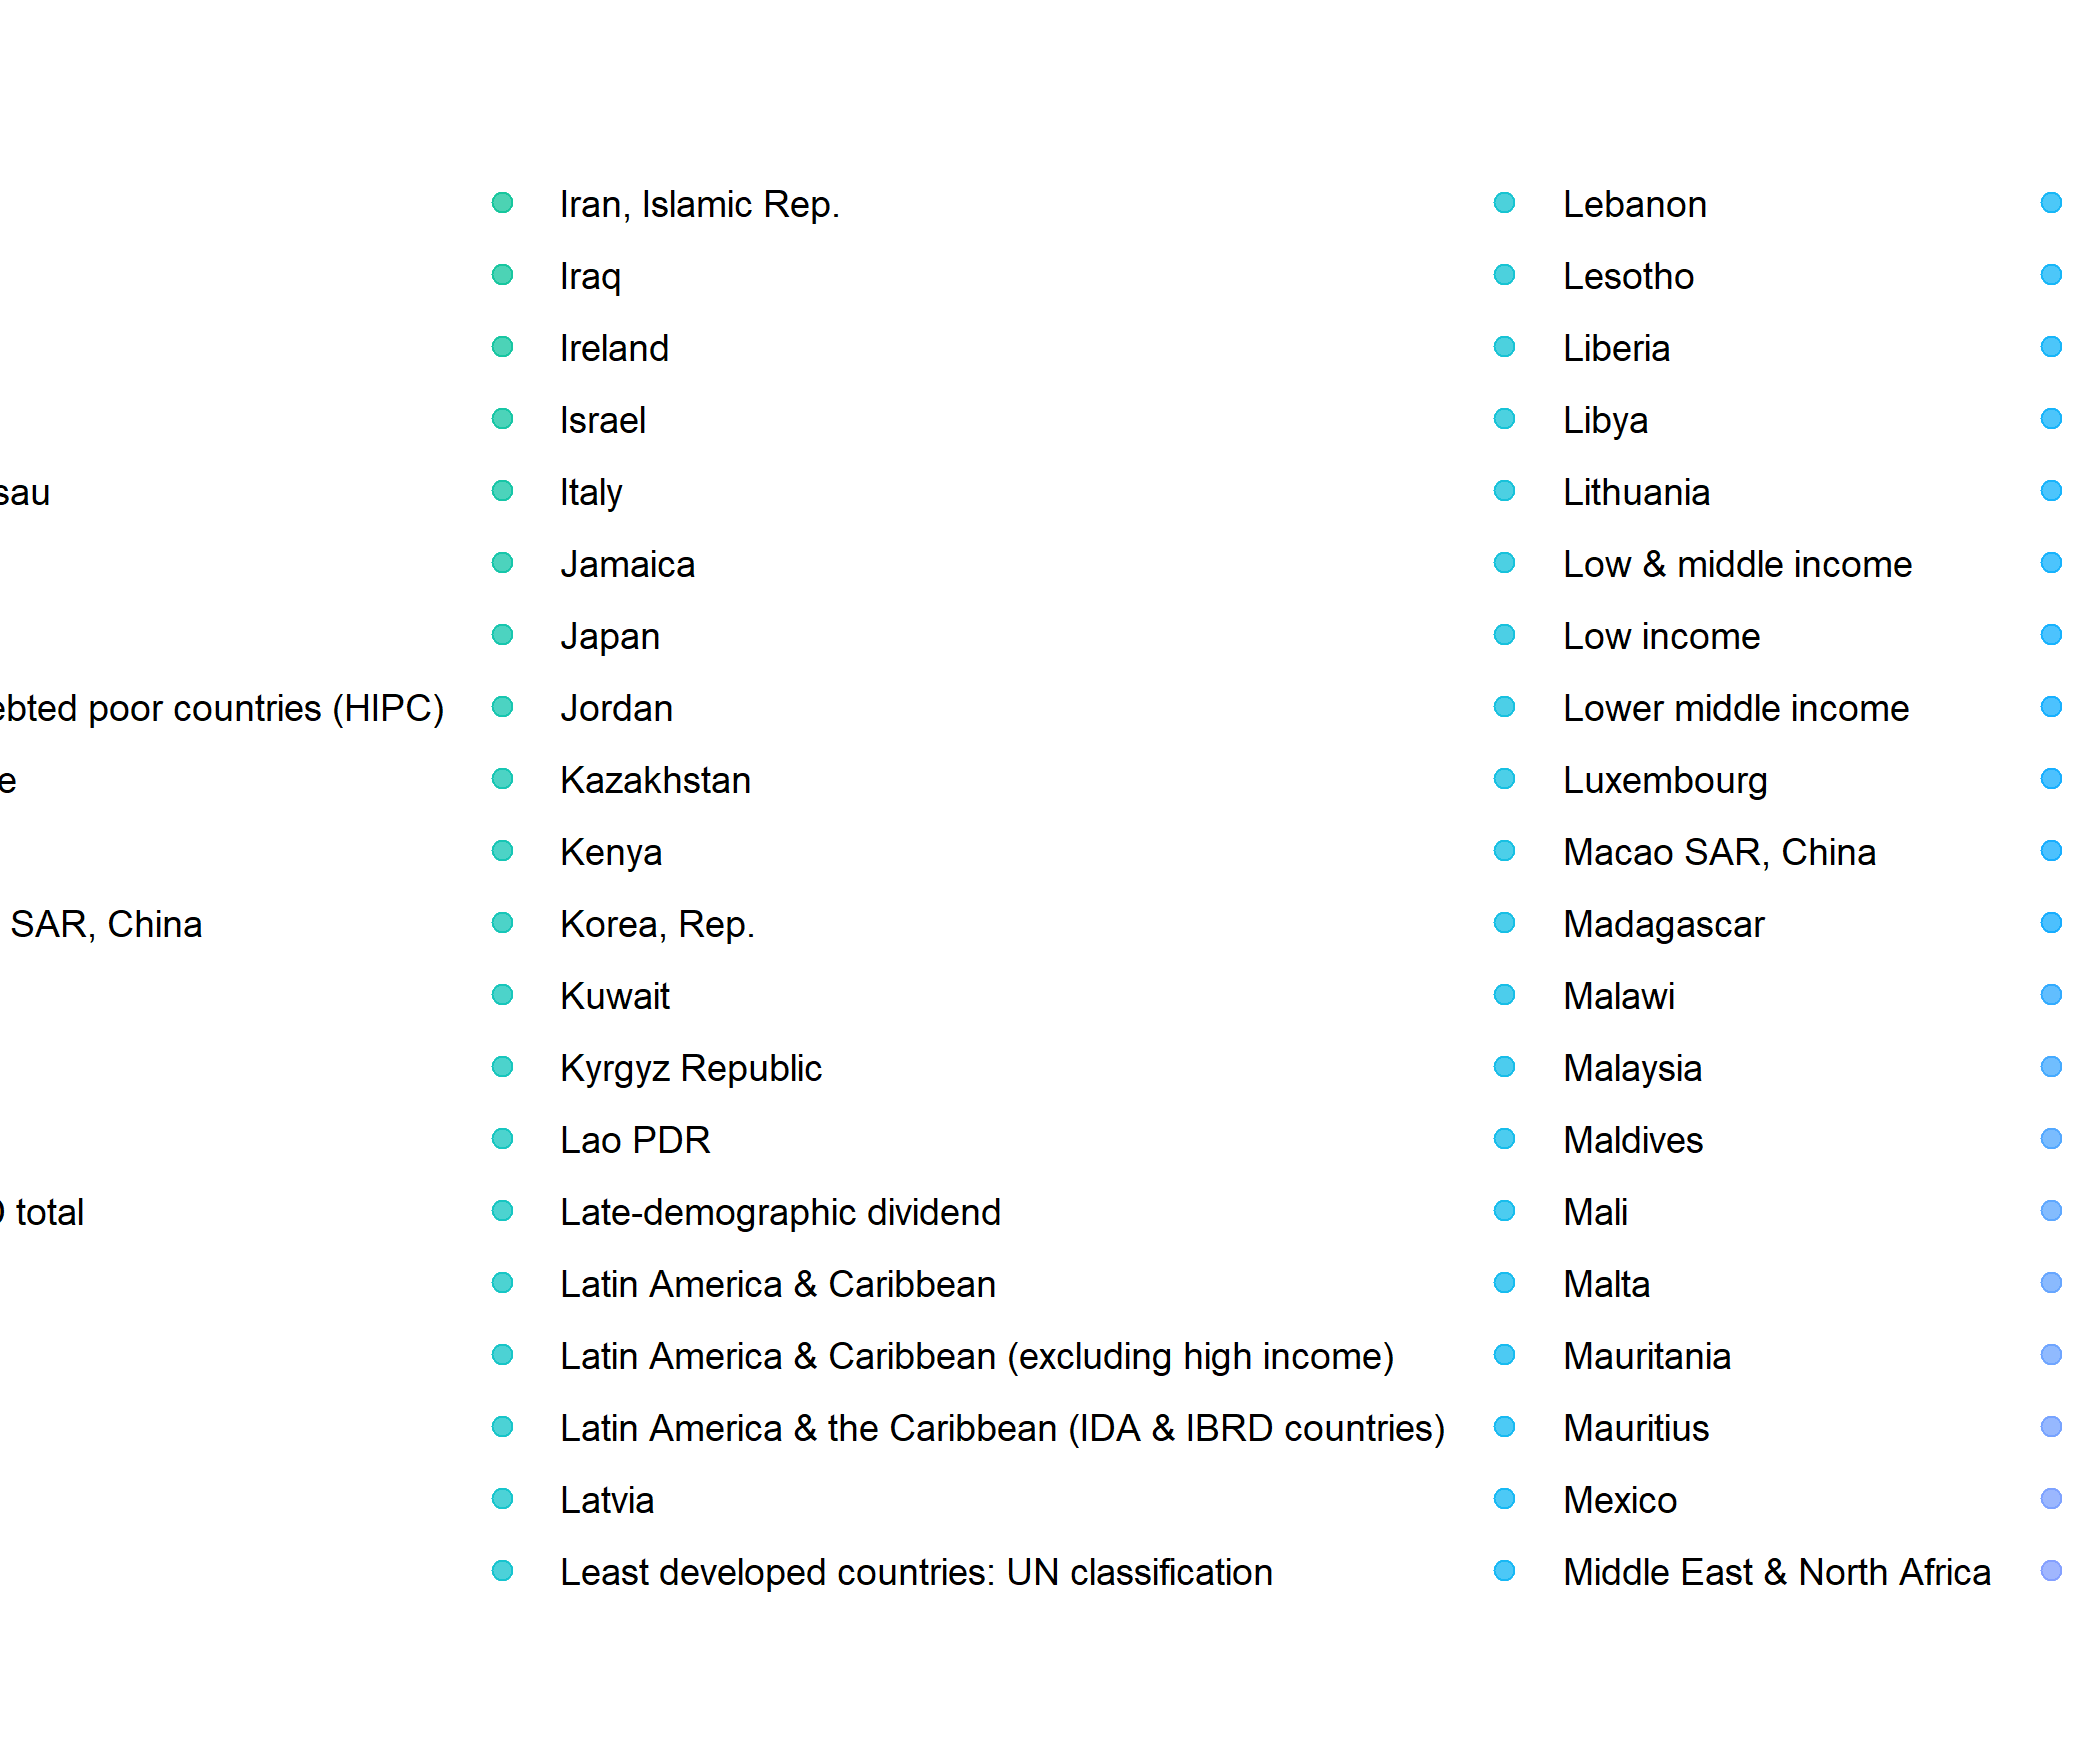 sau
ebted poor countries (HIPC)
e
SAR, China
total
Iran, Islamic Rep.
Iraq
Ireland
Israel
Italy
Jamaica
Japan
Jordan
Kazakhstan
Kenya
Korea, Rep.
Kuwait
Kyrgyz Republic
Lao PDR
Late-demographic dividend
Latin America & Caribbean
Latin America & Caribbean (excluding high income)
Latin America & the Caribbean (IDA & IBRD countries)
Latvia
Least developed countries: UN classification
Lebanon
Lesotho
Liberia
Libya
Lithuania
Low & middle income
Low income
Lower middle income
Luxembourg
Macao SAR, China
Madagascar
Malawi
Malaysia
Maldives
Mali
Malta
Mauritania
Mauritius
Mexico
Middle East & North Africa